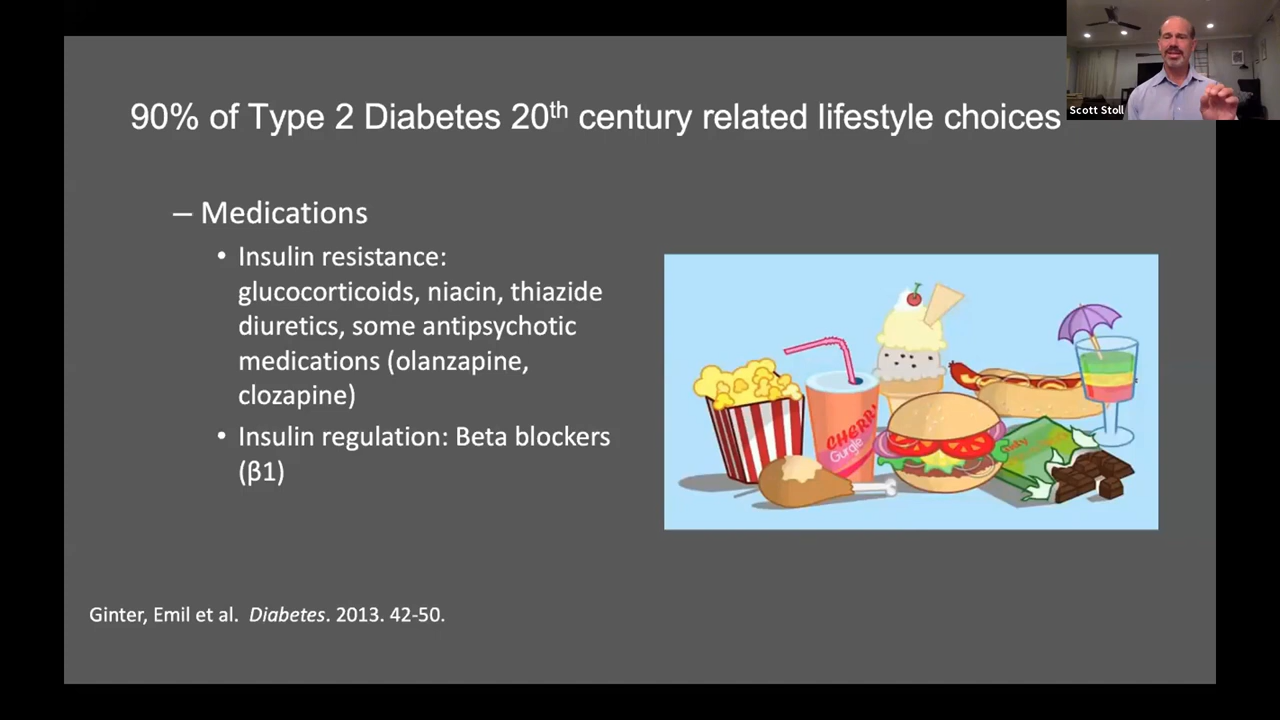 90% of Type 2 Diabetes 20th century related lifestyle choices
Scott Stoll
– Medications
• Insulin resistance:
glucocorticoids, niacin, thiazide
diuretics, some antipsychotic
medications (olanzapine,
clozapine)
• Insulin regulation: Beta blockers
(β1)
CHERRY
Gurgle
Ginter, Emil et al. Diabetes. 2013. 42-50.